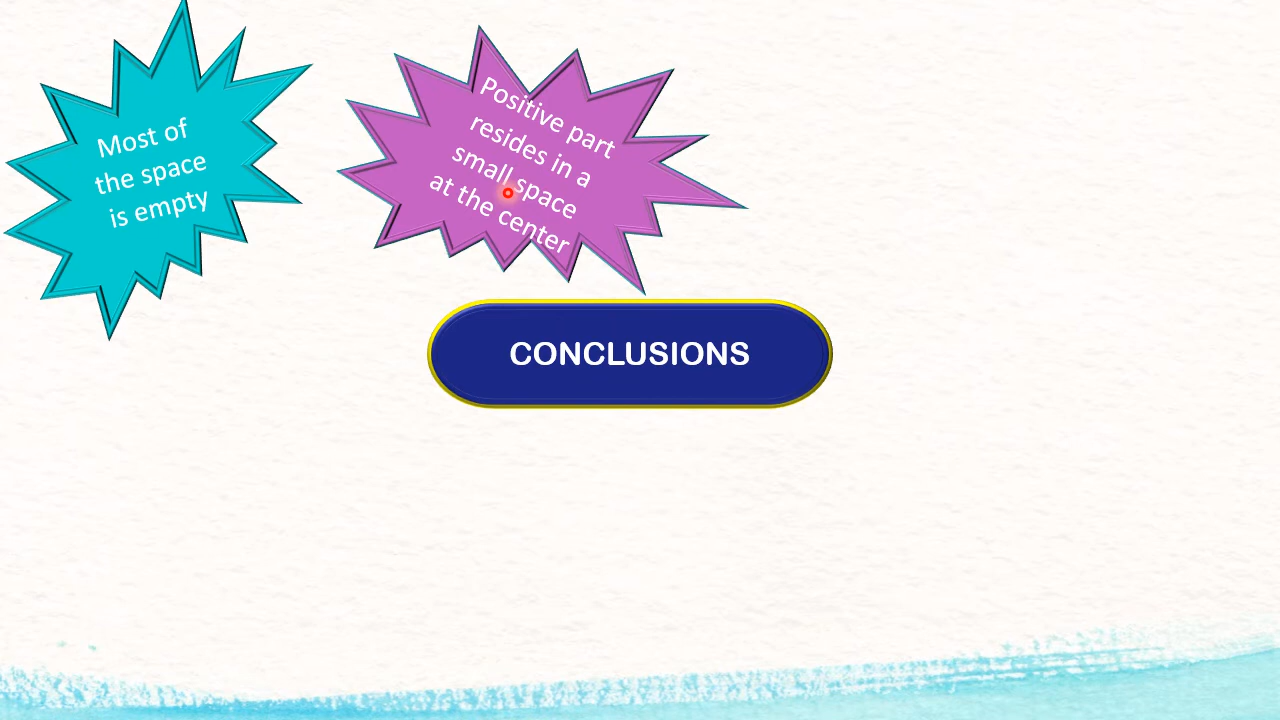 Most of
the space
is empty
Positive part
resides in a
small space
at the center
CONCLUSIONS